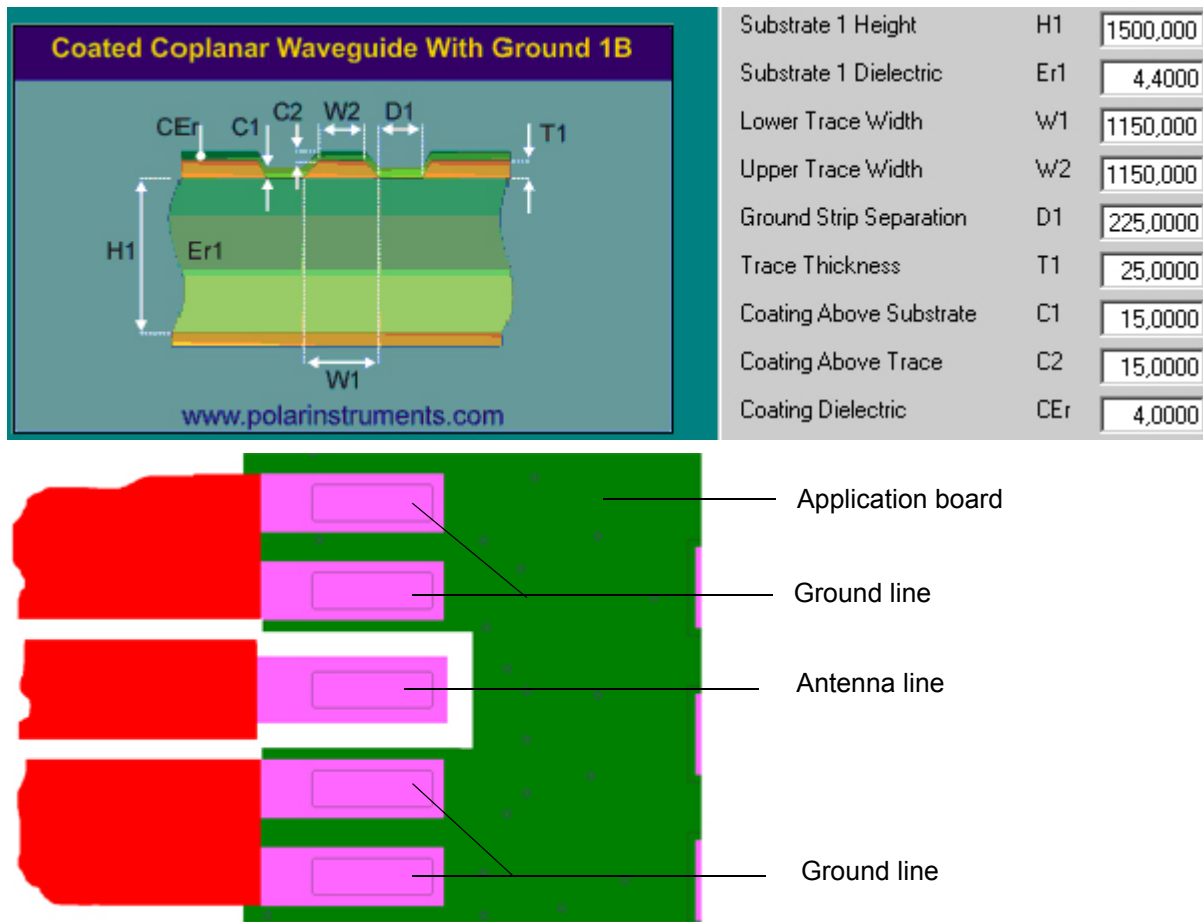 Coated Coplanar Waveguide With Ground 1B
CEr C1 C2 W2 D1 T1
H1 Er1
W1
www.polarinstruments.com
Substrate 1 Height H1 1500,000
Substrate 1 Dielectric Er1 4,4000
Lower Trace Width W1 1150,000
Upper Trace Width W2 1150,000
Ground Strip Separation D1 225,0000
Trace Thickness T1 25,0000
Coating Above Substrate C1 15,0000
Coating Above Trace C2 15,0000
Coating Dielectric CEr 4,0000
Application board
Ground line
Antenna line
Ground line